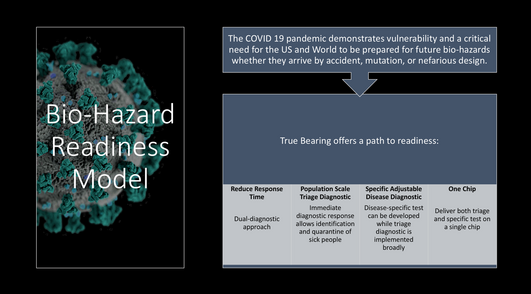 Bio-Hazard
Readiness
Model
The COVID 19 pandemic demonstrates vulnerability and a critical
need for the US and World to be prepared for future bio-hazards
whether they arrive by accident, mutation, or nefarious design.
True Bearing offers a path to readiness:
Reduce Response
Time
Dual-diagnostic
approach
Population Scale
Triage Diagnostic
Immediate
diagnostic response
allows identification
and quarantine of
sick people
Specific Adjustable
Disease Diagnostic
Disease-specific test
can be developed
while triage
diagnostic is
implemented
broadly
One Chip
Deliver both triage
and specific test on
a single chip